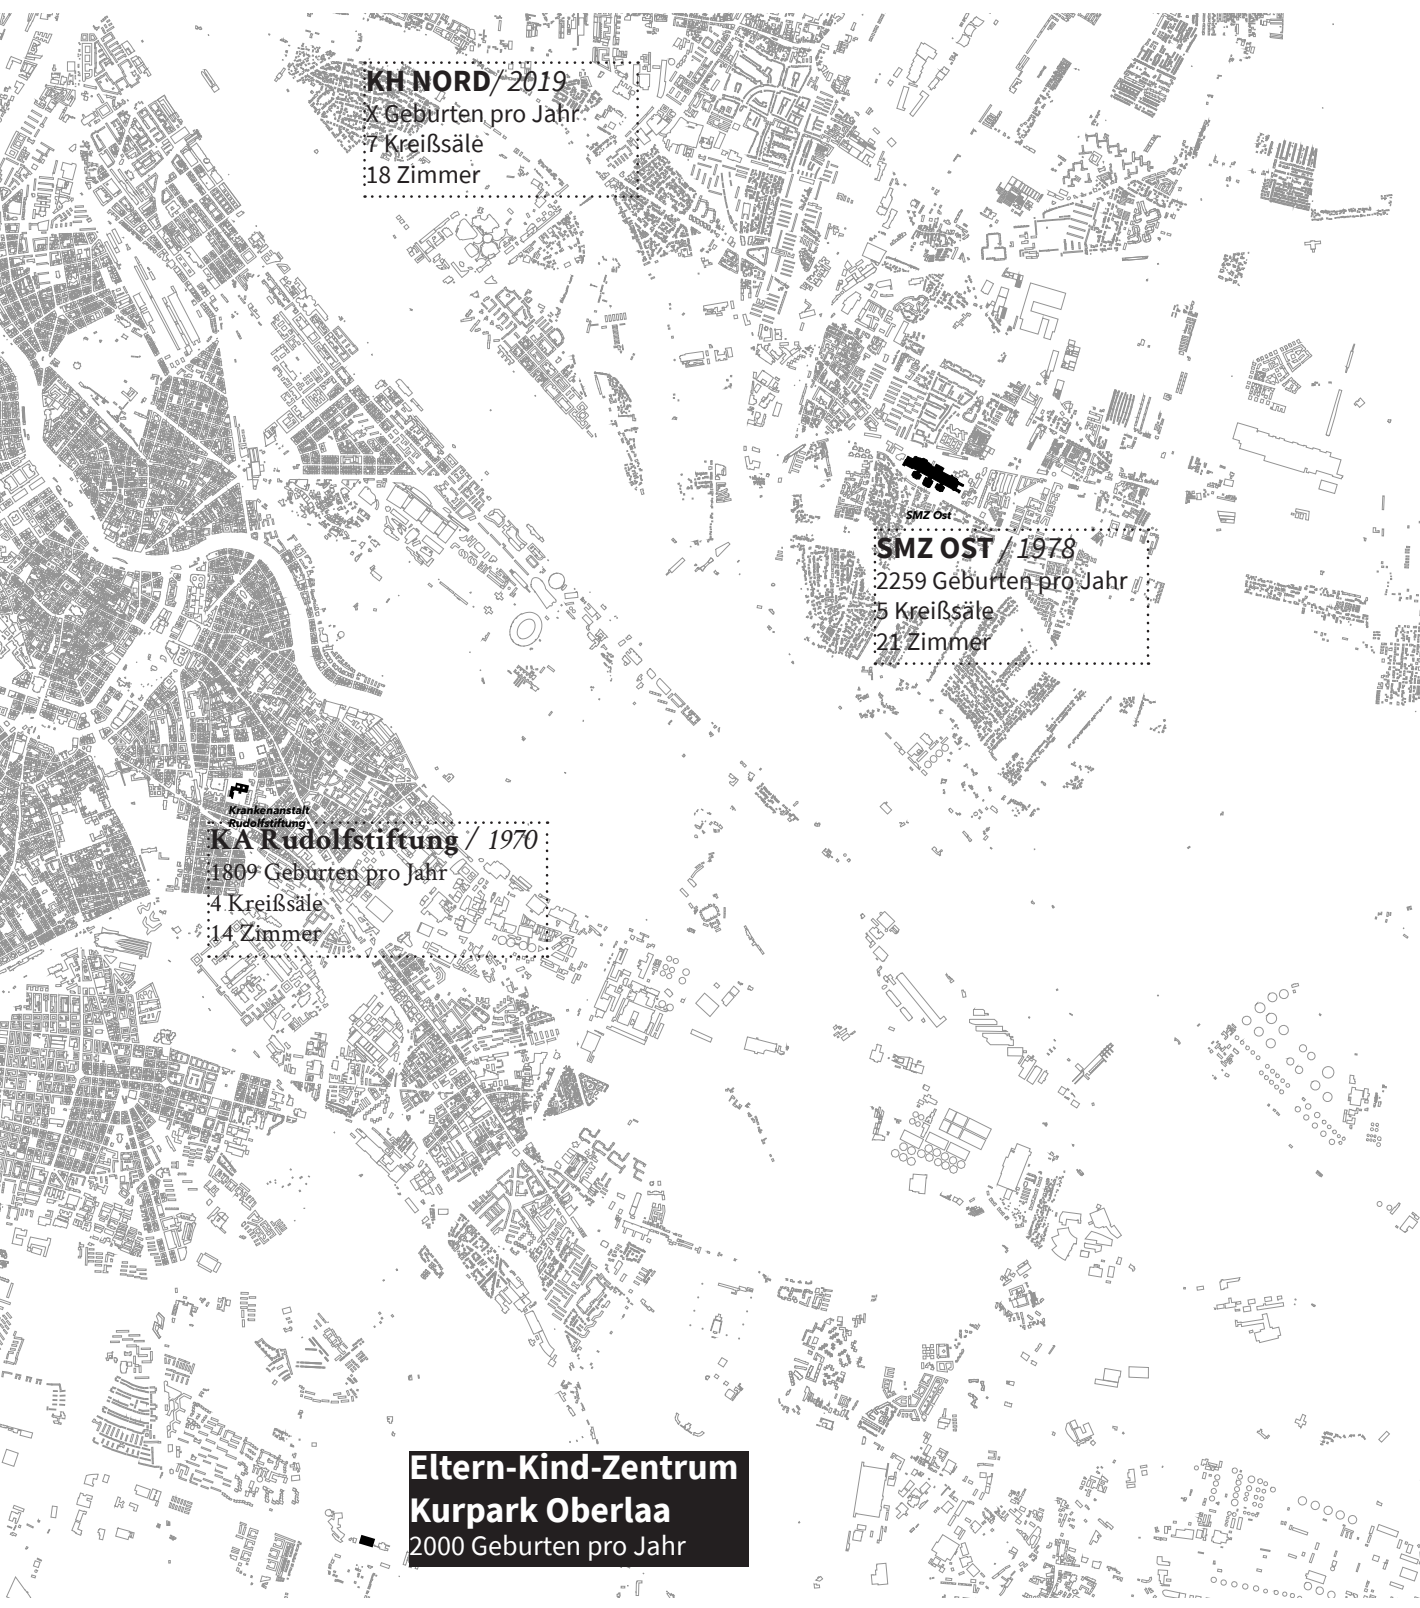 KH NORD/ 2019
X Geburten pro Jahr
7 Kreißsäle
18 Zimmer
SMZ Ost
SMZ OST / 1978
2259 Geburten pro Jahr
5 Kreißsäle
21 Zimmer
Krankenanstalt
Rudolfstiftung
KA Rudolfstiftung / 1970
1809 Geburten pro Jahr
4 Kreißsäle
14 Zimmer
Eltern-Kind-Zentrum
Kurpark Oberlaa
2000 Geburten pro Jahr